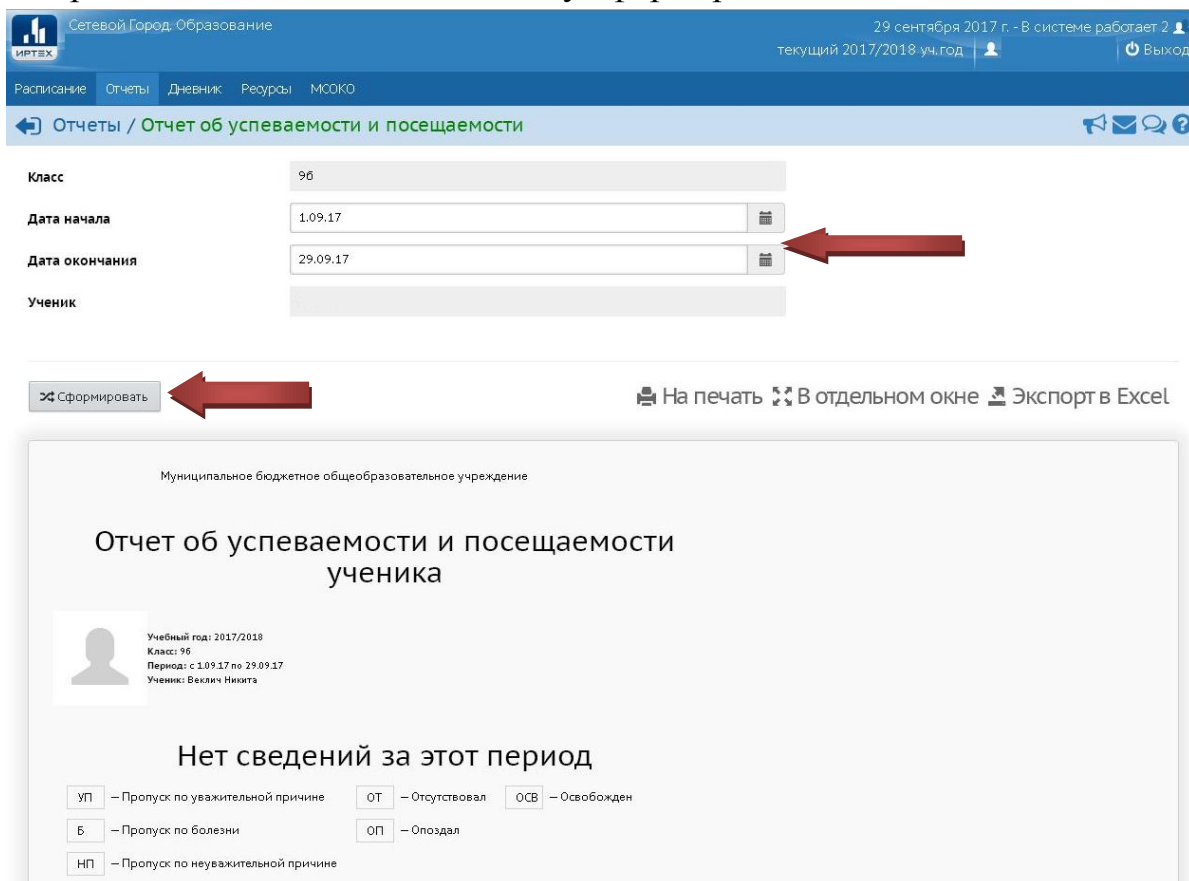 Сетевой Город. Образование
29 сентября 2017 г. - В системе работает 2
ИРТЕХ
текущий 2017/2018 уч.год
Выход
Расписание Отчеты Дневник Ресурсы МСОКО
Отчеты / Отчет об успеваемости и посещаемости
Класс 9б
Дата начала 1.09.17
Дата окончания 29.09.17
Ученик
Сформировать
На печать В отдельном окне Экспорт в Excel
Муниципальное бюджетное общеобразовательное учреждение
Отчет об успеваемости и посещаемости
ученика
Учебный год: 2017/2018
Класс: 9б
Период: с 1.09.17 по 29.09.17
Ученик: Веклич Никита
Нет сведений за этот период
УП – Пропуск по уважительной причине ОТ – Отсутствовал ОСВ – Освобожден
Б – Пропуск по болезни ОП – Опоздал
НП – Пропуск по неуважительной причине